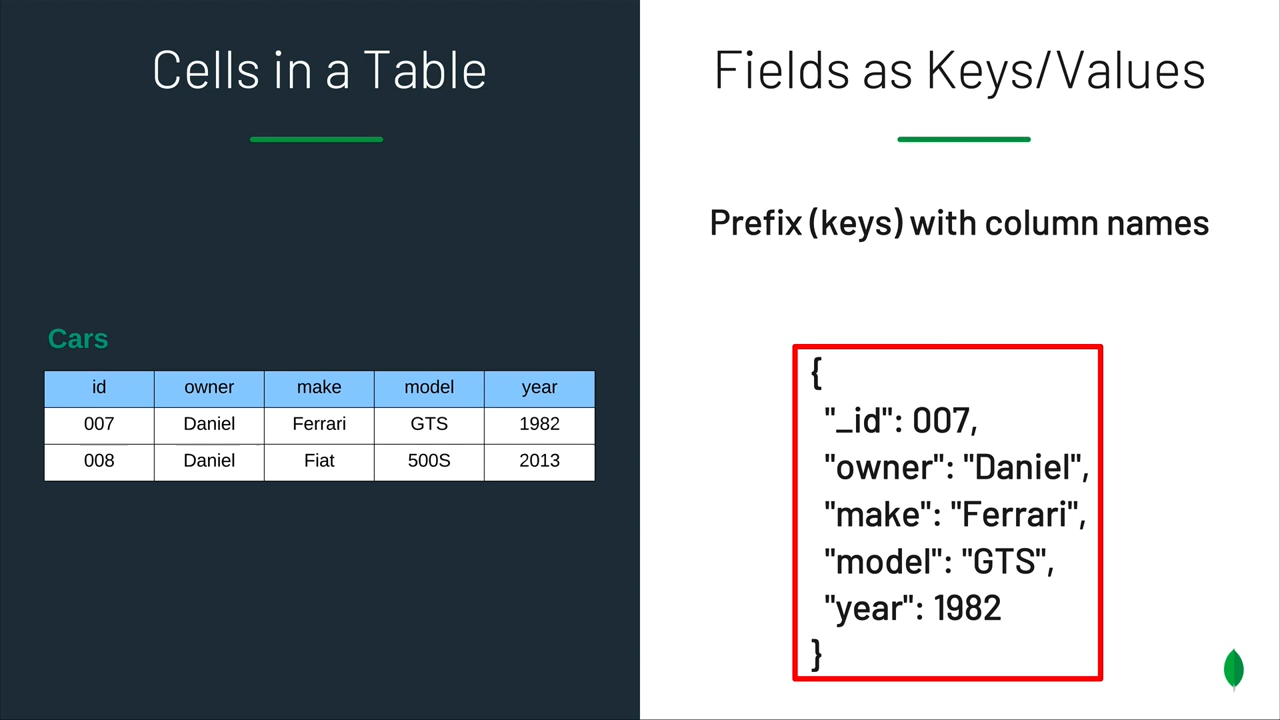 Cells in a Table
Cars
id owner make model year
007 Daniel Ferrari GTS 1982
008 Daniel Fiat 500S 2013
Fields as Keys/Values
Prefix (keys) with column names
{
"_id": 007,
"owner": "Daniel",
"make": "Ferrari",
"model": "GTS",
"year": 1982
}